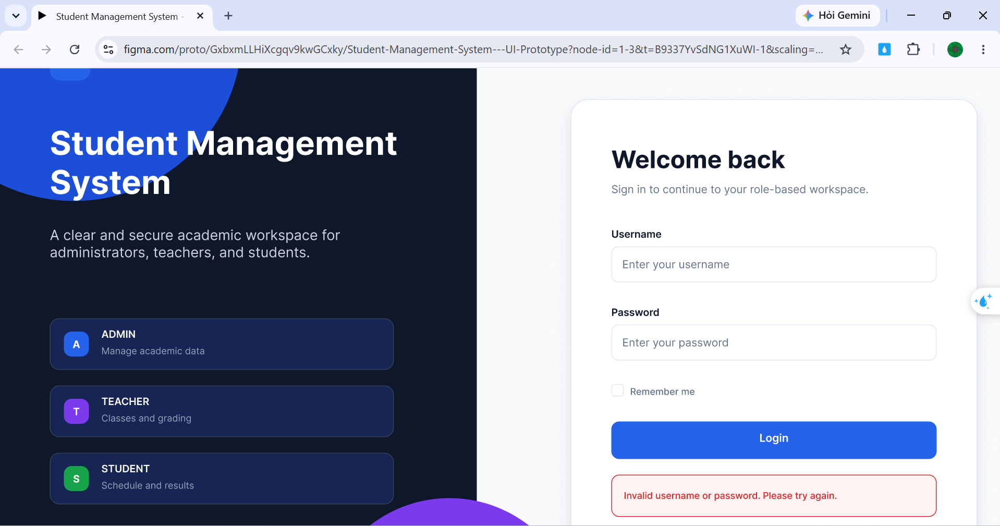 Student Management System -
Hỏi Gemini
figma.com/proto/GxbxmLLHiXcgqv9kwGCxky/Student-Management-System---UI-Prototype?node-id=1-3&t=B9337YvSdNG1XuWI-1&scaling=...
Student Management
System
A clear and secure academic workspace for
administrators, teachers, and students.
A
ADMIN
Manage academic data
T
TEACHER
Classes and grading
S
STUDENT
Schedule and results
Welcome back
Sign in to continue to your role-based workspace.
Username
Enter your username
Password
Enter your password
Remember me
Login
Invalid username or password. Please try again.